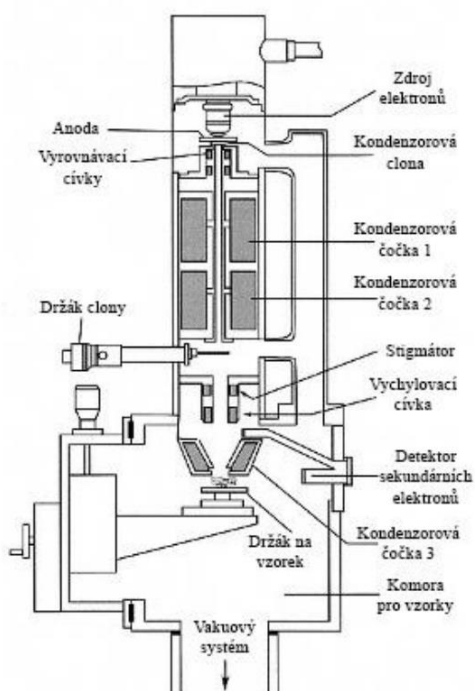 Zdroj
elektronů
Anoda
Kondenzorová
clona
Vyrovnávací
cívky
Kondenzorová
čočka 1
Kondenzorová
čočka 2
Držák clony
Stigmátor
Vychylovací
cívka
Detektor
sekundárních
elektronů
Držák na
vzorek
Kondenzorová
čočka 3
Komora
pro vzorky
Vakuový
systém